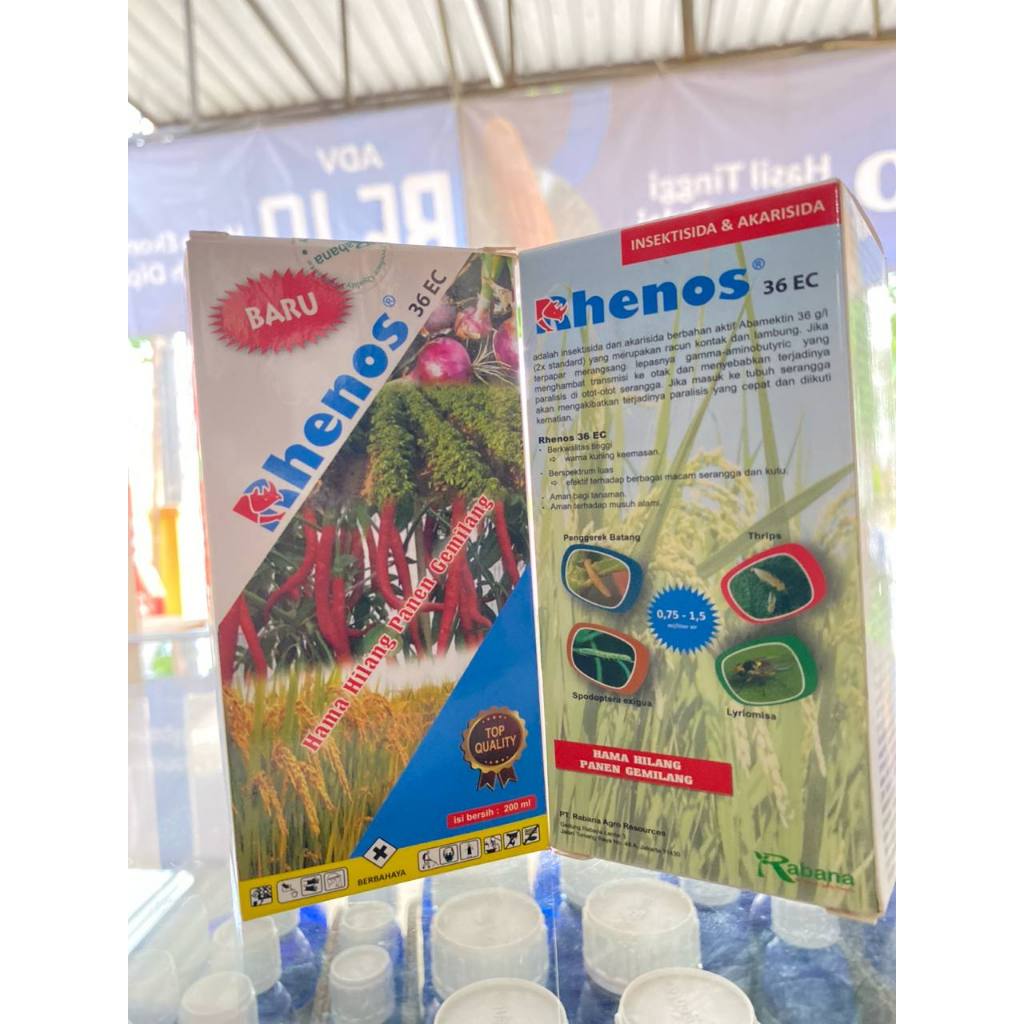 ADV
Hasil Tinggi
BARU
Rhenos® 36 EC
Hama Hilang Panen Gemilang
TOP
QUALITY
isi bersih : 200 ml
BERBAHAYA
INSEKTISIDA & AKARISIDA
Rhenos® 36 EC
adalah insektisida dan akarisida berbahan aktif Abamektin 36 g/l
(2x standard) yang merupakan racun kontak dan lambung. Jika
terpapar merangsang lepasnya gamma-aminobutyric yang
menghambat transmisi ke otak dan menyebabkan terjadinya
paralisis di otot-otot serangga. Jika masuk ke tubuh serangga
akan mengakibatkan terjadinya paralisis yang cepat dan diikuti
kematian.
Rhenos 36 EC
- Berkwalitas tinggi
⇨ warna kuning keemasan.
- Berspektrum luas
⇨ efektif terhadap berbagai macam serangga dan kutu.
- Aman bagi tanaman.
- Aman terhadap musuh alami.
Penggerek Batang
Thrips
0,75 - 1,5
ml/liter air
Spodoptera exigua
Lyriomisa
HAMA HILANG
PANEN GEMILANG
PT. Rabana Agro Resources
Rabana